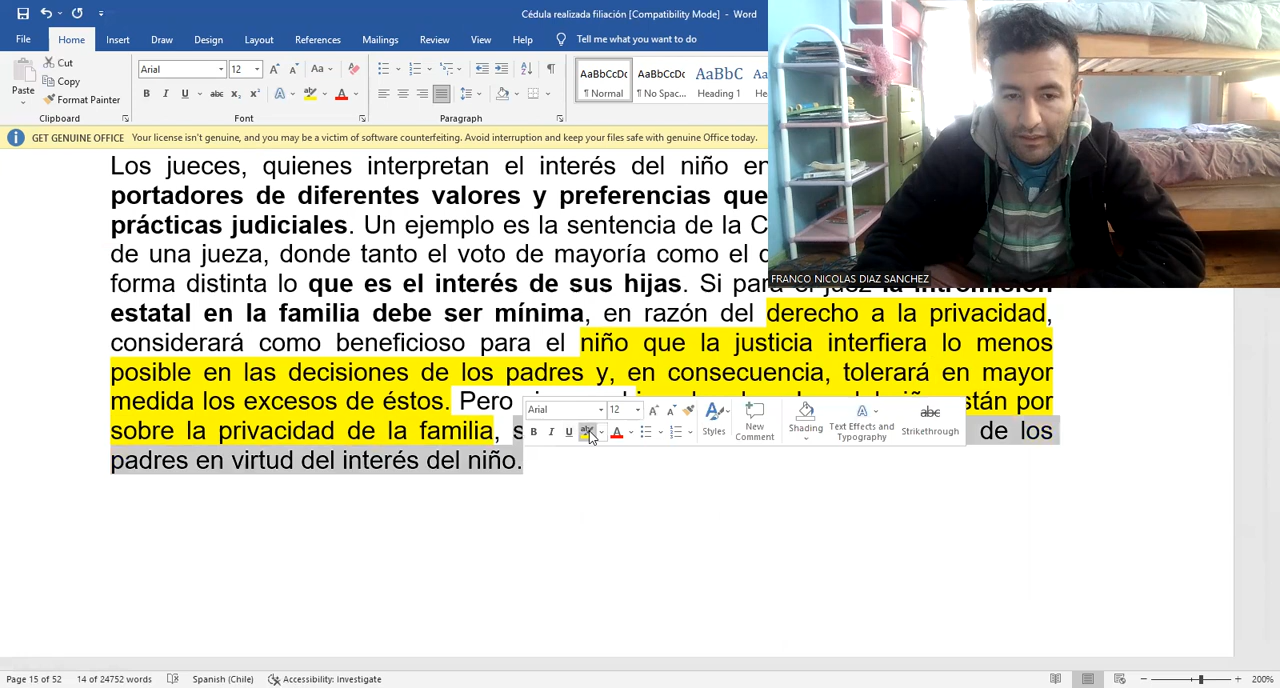 Cédula realizada filiación [Compatibility Mode] - Word
File Home Insert Draw Design Layout References Mailings Review View Help Tell me what you want to do
Paste Cut Copy Format Painter
Arial 12
AaBbCcDc AaBbCcDc AaBbC Aa
¶ Normal ¶ No Spac... Heading 1
Clipboard Font Paragraph
GET GENUINE OFFICE Your license isn't genuine, and you may be a victim of software counterfeiting. Avoid interruption and keep your files safe with genuine Office today.
Los jueces, quienes interpretan el interés del niño en
portadores de diferentes valores y preferencias que
prácticas judiciales. Un ejemplo es la sentencia de la C
de una jueza, donde tanto el voto de mayoría como el
forma distinta lo que es el interés de sus hijas. Si para el juez la intromisión
FRANCO NICOLAS DIAZ SANCHEZ
estatal en la familia debe ser mínima, en razón del derecho a la privacidad,
considerará como beneficioso para el niño que la justicia interfiera lo menos
posible en las decisiones de los padres y, en consecuencia, tolerará en mayor
medida los excesos de éstos. Pero están por
sobre la privacidad de la familia, s de los
padres en virtud del interés del niño.
Arial 12
Styles New Comment Shading Text Effects and Typography Strikethrough
Page 15 of 52 14 of 24752 words Spanish (Chile) Accessibility: Investigate 200%